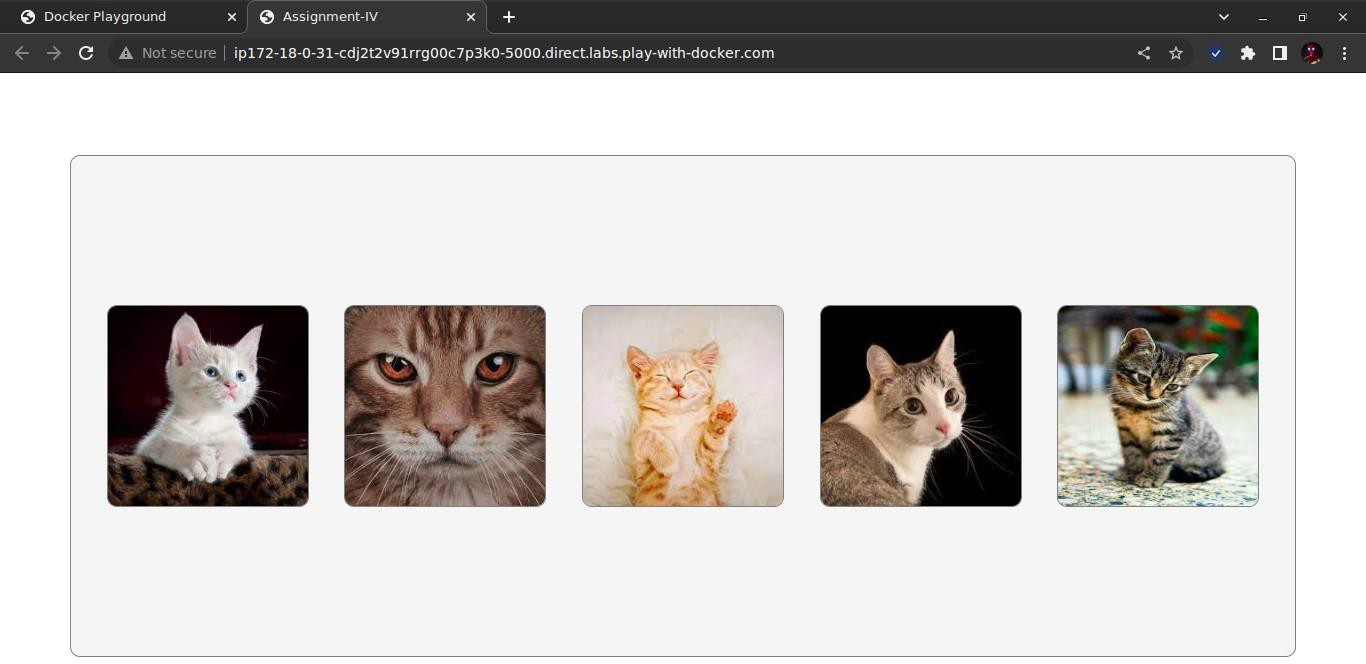 Docker Playground
Assignment-IV
Not secure
ip172-18-0-31-cdj2t2v91rrg00c7p3k0-5000.direct.labs.play-with-docker.com